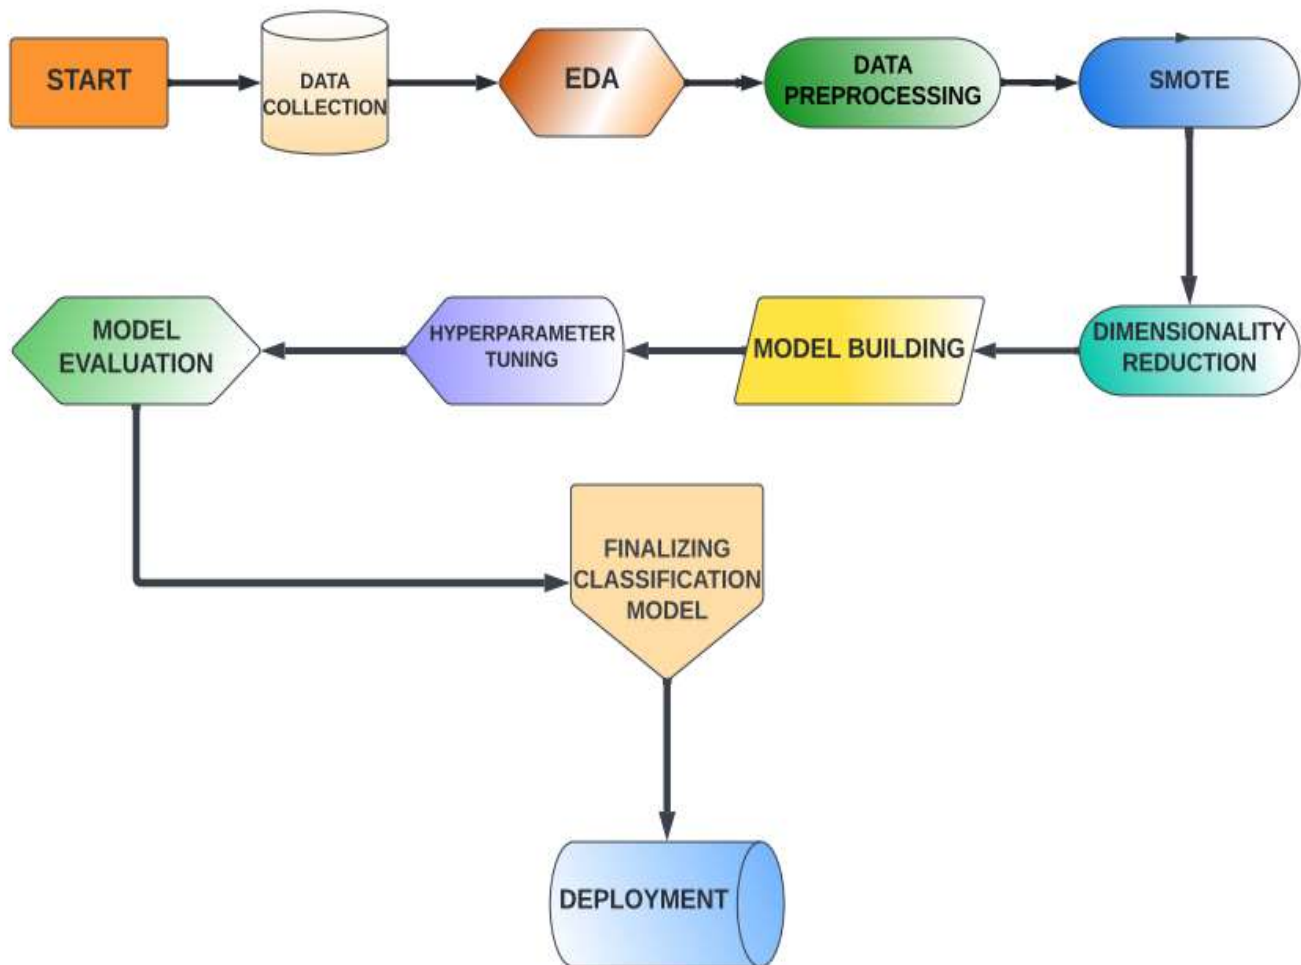 START
DATA
COLLECTION
EDA
DATA
PREPROCESSING
SMOTE
DIMENSIONALITY
REDUCTION
MODEL BUILDING
HYPERPARAMETER
TUNING
MODEL
EVALUATION
FINALIZING
CLASSIFICATION
MODEL
DEPLOYMENT